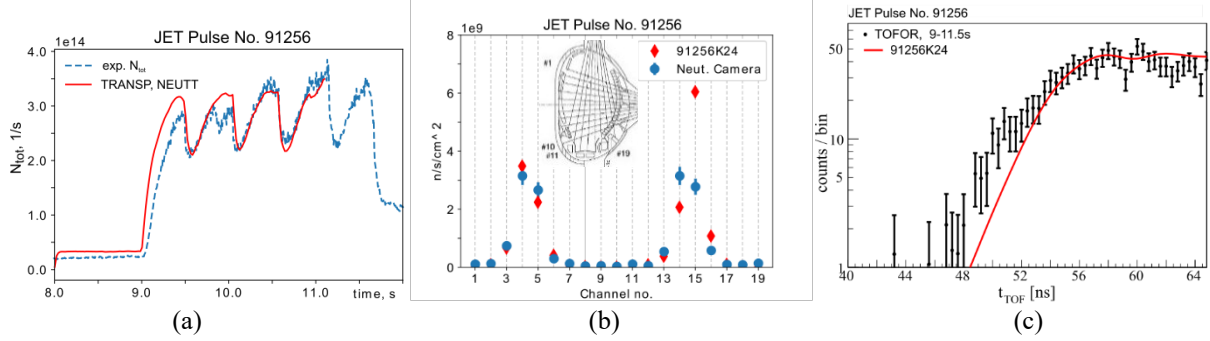 JET Pulse No. 91256
1e14
4.0
3.0
2.0
1.0
0.0
N_tot, 1/s
exp. N_tot
TRANSP, NEUTT
8.0 9.0 10.0 11.0 time, s
(a)
JET Pulse No. 91256
1e9
8
7
6
5
4
3
2
1
0
n/s/cm^ 2
91256K24
Neut. Camera
#1
#10
#11
#19
1 3 5 7 9 11 13 15 17 19
Channel no.
(b)
JET Pulse No. 91256
TOFOR, 9-11.5s
91256K24
50
10
5
1
counts / bin
40 44 48 52 56 60 64
t_TOF [ns]
(c)